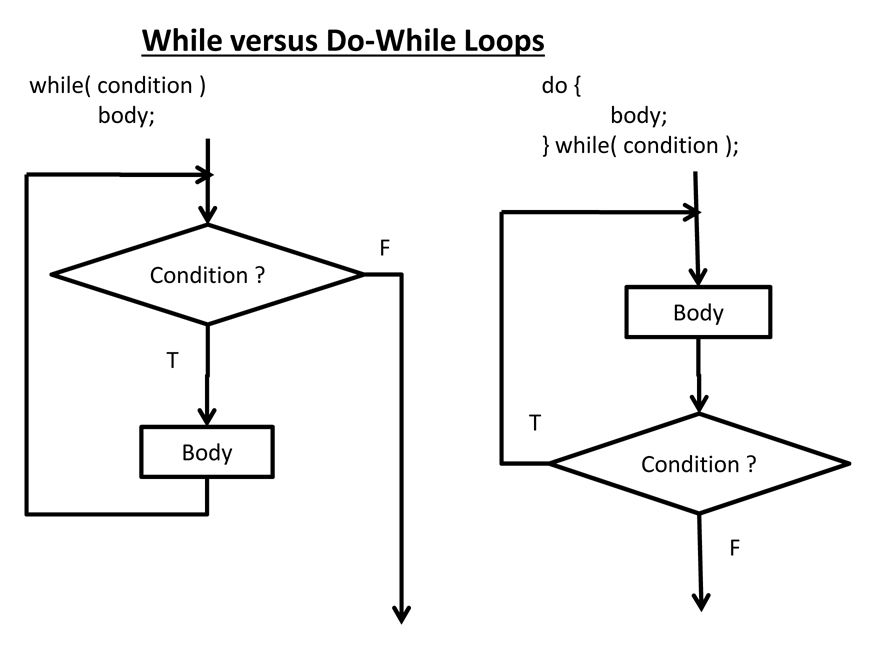 While versus Do-While Loops
while( condition )
body;
Condition ?
F
T
Body
do {
body;
} while( condition );
Body
T
Condition ?
F